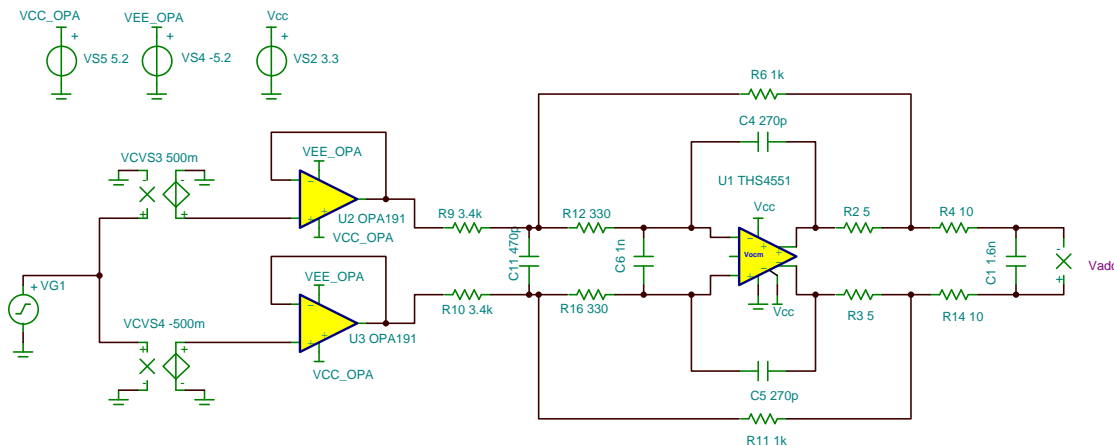 VCC_OPA
VEE_OPA
Vcc
VS5 5.2
VS4 -5.2
VS2 3.3
R6 1k
C4 270p
VCVS3 500m
VEE_OPA
U1 THS4551
U2 OPA191
VCC_OPA
R9 3.4k
R12 330
Vcc
R2 5
R4 10
C11 470p
C6 1n
Vocm
C1 1.6n
Vadc
VEE_OPA
VG1
VCVS4 -500m
R10 3.4k
R16 330
Vcc
R3 5
R14 10
U3 OPA191
VCC_OPA
C5 270p
R11 1k